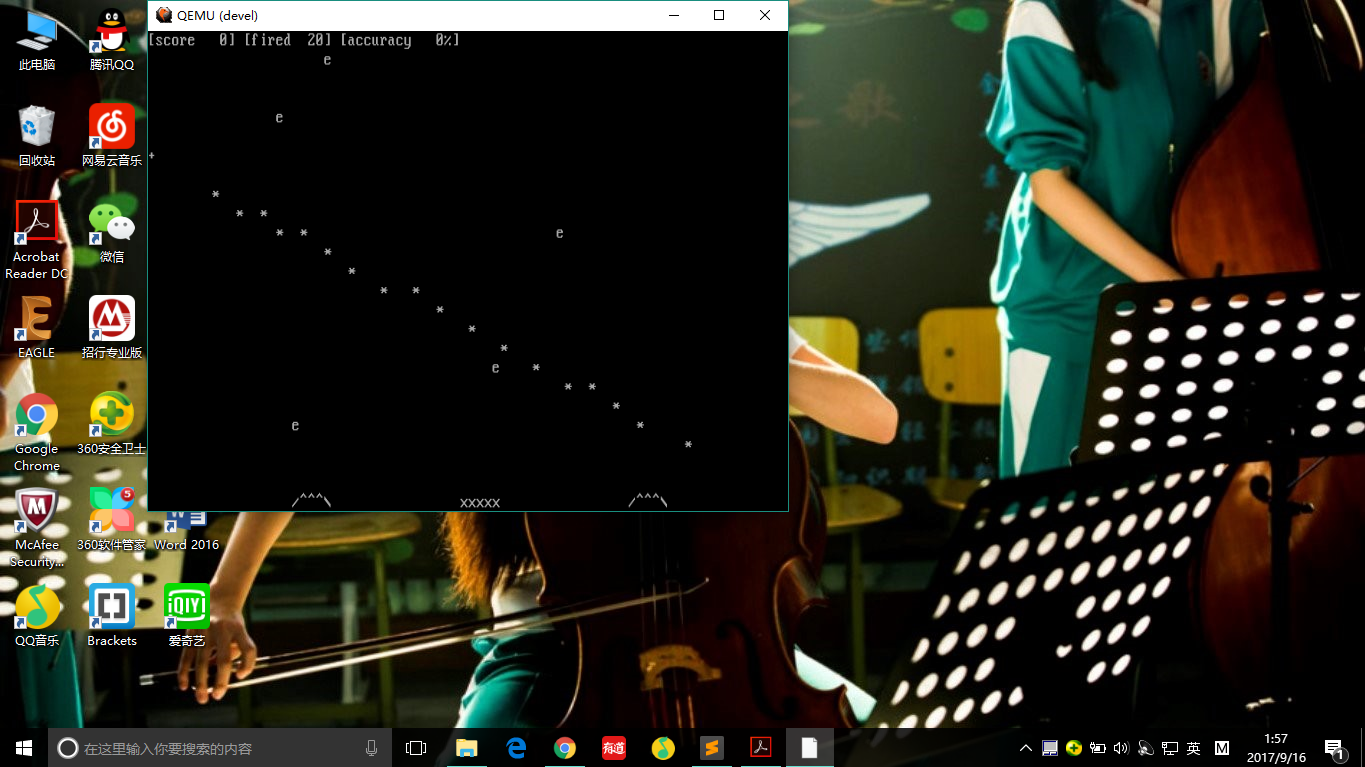 QEMU (devel)
[score   0] [fired  20] [accuracy   0%]
e
e
+
*
* *
* * e
*
*
* *
*
*
*
e *
* *
*
e *
*
/^^^\ XXXXX /^^^\
此电脑
腾讯QQ
回收站
网易云音乐
Acrobat
Reader DC
微信
EAGLE
招行专业版
Google
Chrome
360安全卫士
McAfee
Security...
5
360软件管家
Word 2016
QQ音乐
Brackets
iQIYI
爱奇艺
在这里输入你要搜索的内容
有道
英
M
1:57
2017/9/16
1